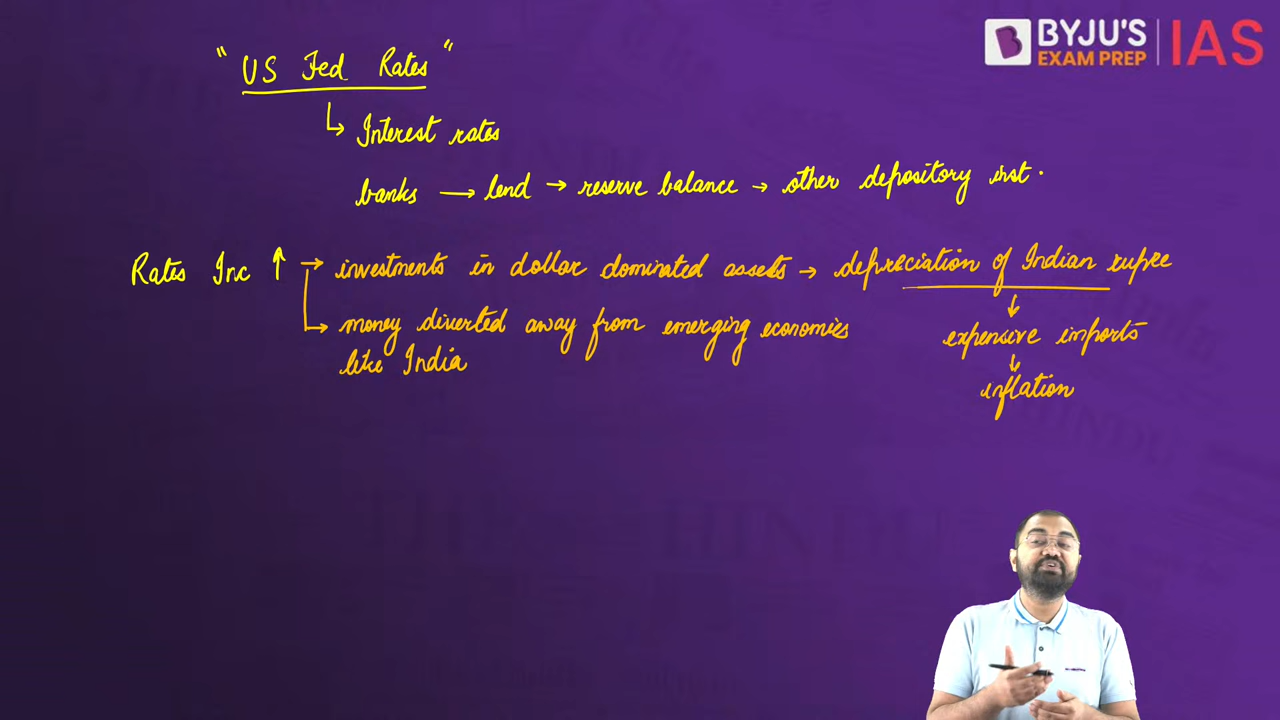 BYJU'S
EXAM PREP
IAS
" US Fed Rates "
↳ Interest rates
banks → lend → reserve balance → other depository inst.
Rates Inc ↑ → investments in dollar dominated assets → depreciation of Indian rupee
↓
→ money diverted away from emerging economies
expensive imports
like India
↓
inflation
HINDU